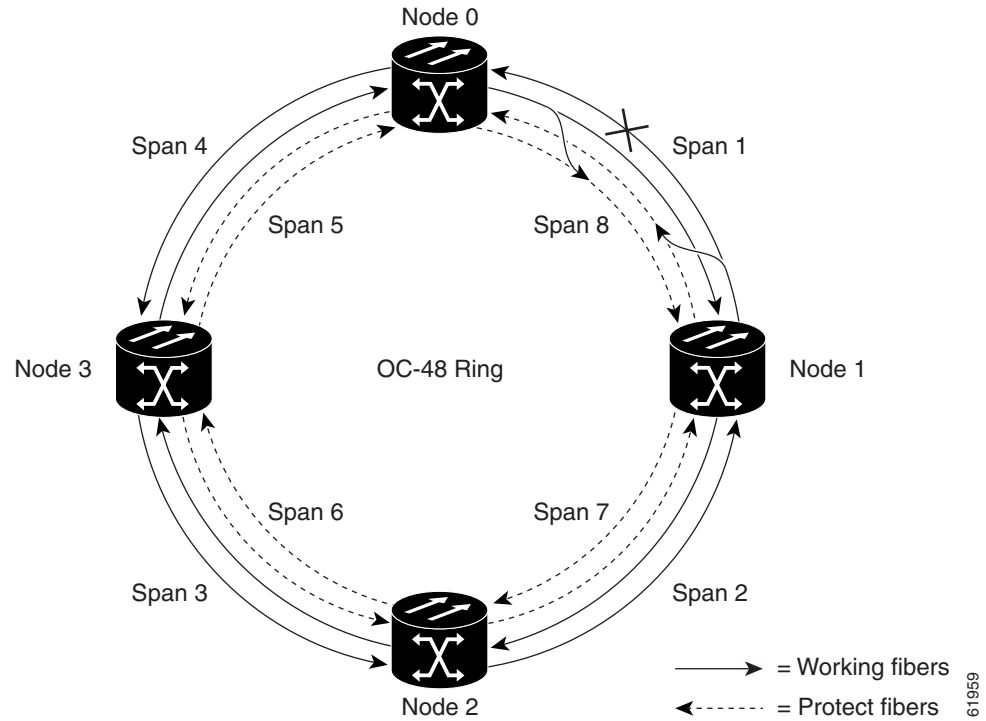 Node 0
Span 4
Span 1
Span 5
Span 8
Node 3
OC-48 Ring
Node 1
Span 6
Span 7
Span 3
Span 2
Node 2
= Working fibers
= Protect fibers
61959